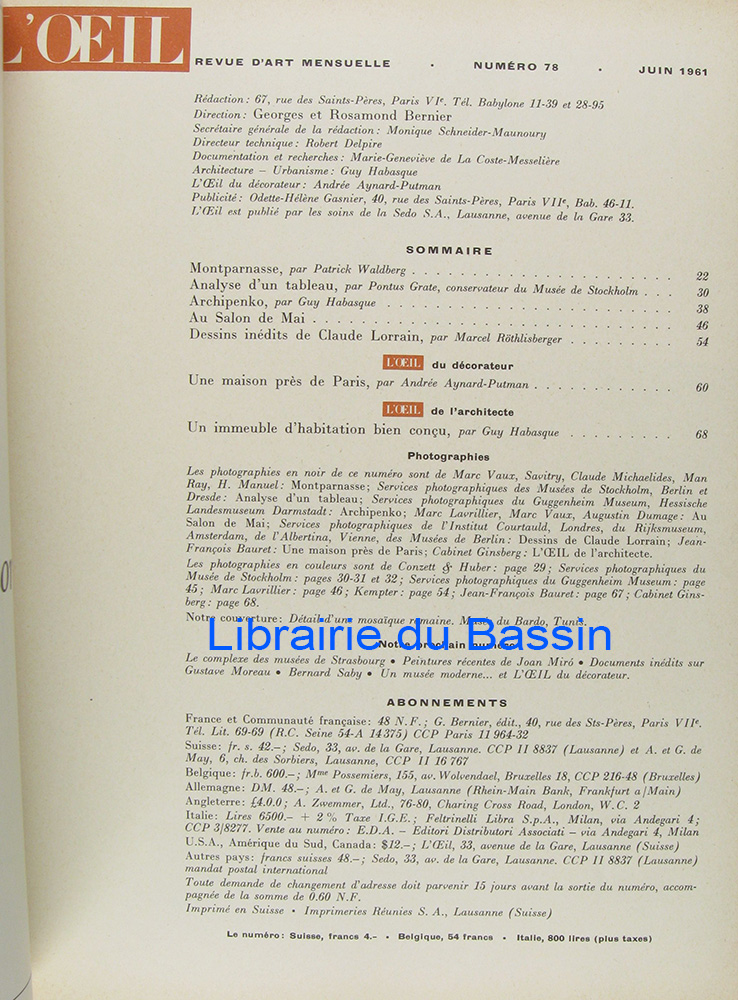 L'ŒIL
REVUE D'ART MENSUELLE • NUMÉRO 78 • JUIN 1961
Rédaction: 67, rue des Saints-Pères, Paris VIe. Tél. Babylone 11-39 et 28-95
Direction: Georges et Rosamond Bernier
Secrétaire générale de la rédaction: Monique Schneider-Maunoury
Directeur technique: Robert Delpire
Documentation et recherches: Marie-Geneviève de La Coste-Messelière
Architecture – Urbanisme: Guy Habasque
L'Œil du décorateur: Andrée Aynard-Putman
Publicité: Odette-Hélène Gasnier, 40, rue des Saints-Pères, Paris VIIe, Bab. 46-11.
L'Œil est publié par les soins de la Sedo S.A., Lausanne, avenue de la Gare 33.
SOMMAIRE
Montparnasse, par Patrick Waldberg . . . . . . . . . . . . . . . . . . . . . . 22
Analyse d'un tableau, par Pontus Grate, conservateur du Musée de Stockholm . . . 30
Archipenko, par Guy Habasque . . . . . . . . . . . . . . . . . . . . . . . . 38
Au Salon de Mai . . . . . . . . . . . . . . . . . . . . . . . . . . . . . . 46
Dessins inédits de Claude Lorrain, par Marcel Röthlisberger . . . . . . . . . 54
L'ŒIL du décorateur
Une maison près de Paris, par Andrée Aynard-Putman . . . . . . . . . . . . 60
L'ŒIL de l'architecte
Un immeuble d'habitation bien conçu, par Guy Habasque . . . . . . . . . 68
Photographies
Les photographies en noir de ce numéro sont de Marc Vaux, Savitry, Claude Michaelides, Man
Ray, H. Manuel: Montparnasse; Services photographiques des Musées de Stockholm, Berlin et
Dresde: Analyse d'un tableau; Services photographiques du Guggenheim Museum, Hessische
Landesmuseum Darmstadt: Archipenko; Marc Lavrillier, Marc Vaux, Augustin Dumage: Au
Salon de Mai; Services photographiques de l'Institut Courtauld, Londres, du Rijksmuseum,
Amsterdam, de l'Albertina, Vienne, des Musées de Berlin: Dessins de Claude Lorrain; Jean-
François Bauret: Une maison près de Paris; Cabinet Ginsberg: L'ŒIL de l'architecte.
Les photographies en couleurs sont de Conzett & Huber: page 29; Services photographiques du
Musée de Stockholm: pages 30-31 et 32; Services photographiques du Guggenheim Museum: page
45; Marc Lavrillier: page 46; Kempter: page 54; Jean-François Bauret: page 67; Cabinet Gins-
berg: page 68.
Notre couverture: Détail d'un mosaïque romaine. Musée du Bardo, Tunis.
Librairie du Bassin
Notre prochain numéro
Le complexe des musées de Strasbourg • Peintures récentes de Joan Miró • Documents inédits sur
Gustave Moreau • Bernard Saby • Un musée moderne... et L'ŒIL du décorateur.
ABONNEMENTS
France et Communauté française: 48 N.F.; G. Bernier, édit., 40, rue des Sts-Pères, Paris VIIe.
Tél. Lit. 69-69 (R.C. Seine 54-A 14375) CCP Paris 11 964-32
Suisse: fr. s. 42.–; Sedo, 33, av. de la Gare, Lausanne. CCP II 8837 (Lausanne) et A. et G. de
May, 6, ch. des Sorbiers, Lausanne, CCP II 16 767
Belgique: fr.b. 600.–; Mme Possemiers, 155, av. Wolvendael, Bruxelles 18, CCP 216-48 (Bruxelles)
Allemagne: DM. 48.–; A. et G. de May, Lausanne (Rhein-Main Bank, Frankfurt a/Main)
Angleterre: £4.0.0; A. Zwemmer, Ltd., 76-80, Charing Cross Road, London, W. C. 2
Italie: Lires 6500.– + 2 % Taxe I.G.E.; Feltrinelli Libra S.p.A., Milan, via Andegari 4;
CCP 3/8277. Vente au numéro: E.D.A. – Editori Distributori Associati – via Andegari 4, Milan
U.S.A., Amérique du Sud, Canada: $12.–; L'Œil, 33, avenue de la Gare, Lausanne (Suisse)
Autres pays: francs suisses 48.–; Sedo, 33, av. de la Gare, Lausanne. CCP II 8837 (Lausanne)
mandat postal international
Toute demande de changement d'adresse doit parvenir 15 jours avant la sortie du numéro, accom-
pagnée de la somme de 0.60 N.F.
Imprimé en Suisse • Imprimeries Réunies S. A., Lausanne (Suisse)
Le numéro: Suisse, francs 4.– • Belgique, 54 francs • Italie, 800 lires (plus taxes)